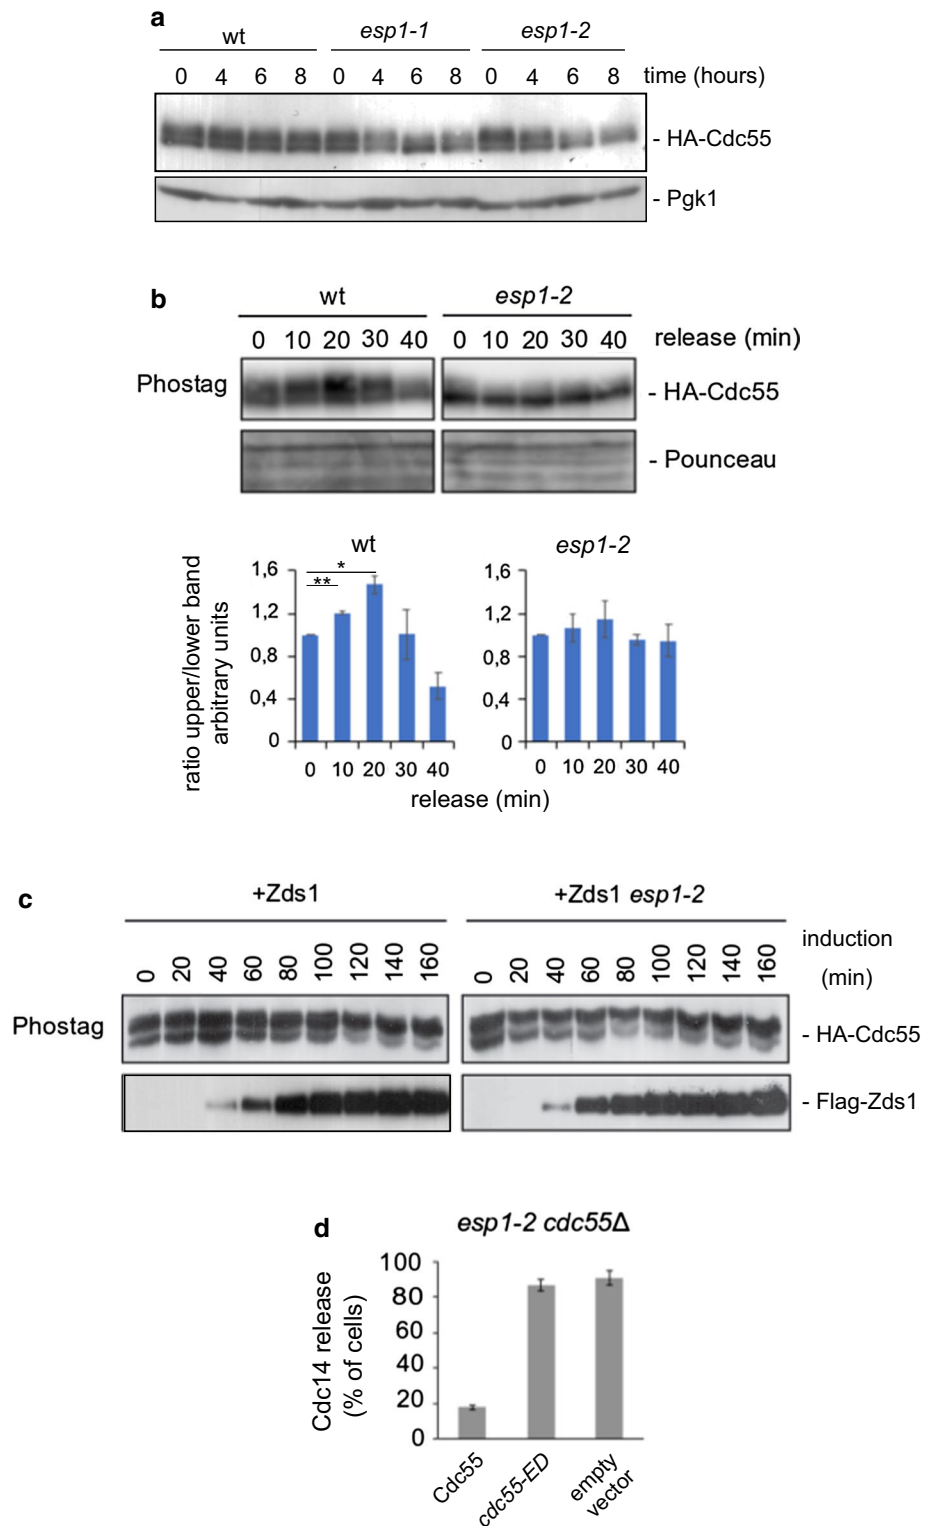 a
wt esp1-1 esp1-2
0 4 6 8 0 4 6 8 0 4 6 8 time (hours)
- HA-Cdc55
- Pgk1
b
wt esp1-2
0 10 20 30 40 0 10 20 30 40 release (min)
Phostag - HA-Cdc55
- Pounceau
wt esp1-2
ratio upper/lower band
arbitrary units
1,6 1,6
* 
**
1,2 1,2
0,8 0,8
0,4 0,4
0 0
0 10 20 30 40 0 10 20 30 40
release (min)
c
+Zds1 +Zds1 esp1-2
0 20 40 60 80 100 120 140 160 0 20 40 60 80 100 120 140 160 induction
(min)
Phostag - HA-Cdc55
- Flag-Zds1
d
esp1-2 cdc55Δ
Cdc14 release
(% of cells)
100
80
60
40
20
0
Cdc55 cdc55-ED empty
vector